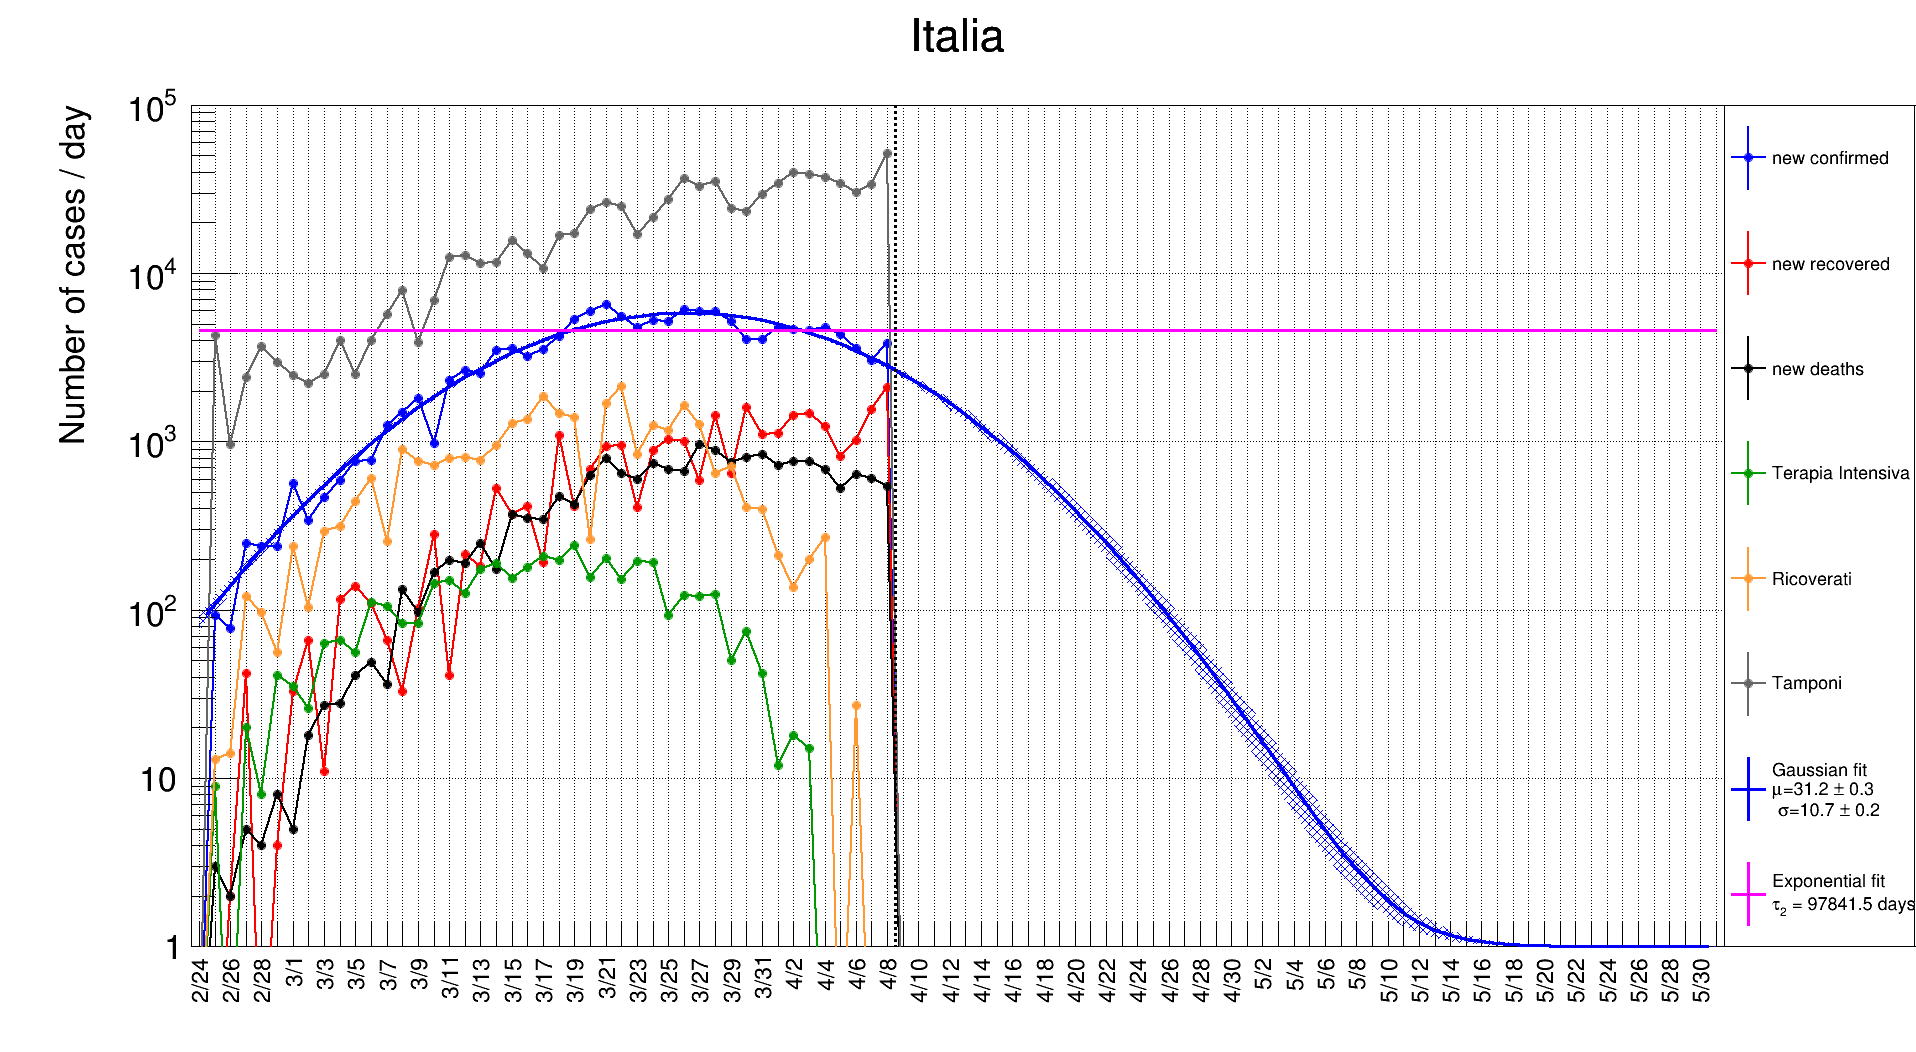 Italia
Number of cases / day
10^5
10^4
10^3
10^2
10
1
2/24 2/26 2/28 3/1 3/3 3/5 3/7 3/9 3/11 3/13 3/15 3/17 3/19 3/21 3/23 3/25 3/27 3/29 3/31 4/2 4/4 4/6 4/8 4/10 4/12 4/14 4/16 4/18 4/20 4/22 4/24 4/26 4/28 4/30 5/2 5/4 5/6 5/8 5/10 5/12 5/14 5/16 5/18 5/20 5/22 5/24 5/26 5/28 5/30
new confirmed
new recovered
new deaths
Terapia Intensiva
Ricoverati
Tamponi
Gaussian fit
μ=31.2 ± 0.3
σ=10.7 ± 0.2
Exponential fit
τ₂ = 97841.5 days